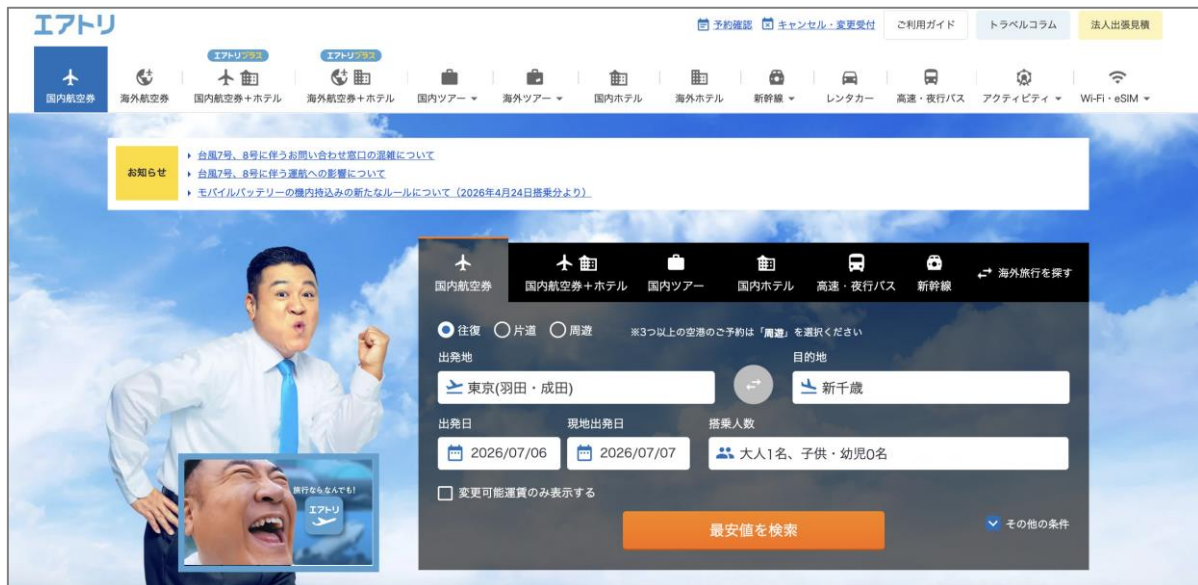 エアトリ
予約確認 キャンセル・変更受付 ご利用ガイド トラベルコラム 法人出張見積
エアトリプラス エアトリプラス
国内航空券 海外航空券 国内航空券+ホテル 海外航空券+ホテル 国内ツアー 海外ツアー 国内ホテル 海外ホテル 新幹線 レンタカー 高速・夜行バス アクティビティ Wi-Fi・eSIM
お知らせ
台風7号、8号に伴うお問い合わせ窓口の混雑について
台風7号、8号に伴う運航への影響について
モバイルバッテリーの機内持込みの新たなルールについて（2026年4月24日搭乗分より）
国内航空券 国内航空券+ホテル 国内ツアー 国内ホテル 高速・夜行バス 新幹線 海外旅行を探す
往復 片道 周遊 ※3つ以上の空港のご予約は「周遊」を選択ください
出発地 目的地
東京(羽田・成田) 新千歳
出発日 現地出発日 搭乗人数
2026/07/06 2026/07/07 大人1名、子供・幼児0名
変更可能運賃のみ表示する
最安値を検索 その他の条件
旅行ならなんでも!
エアトリ